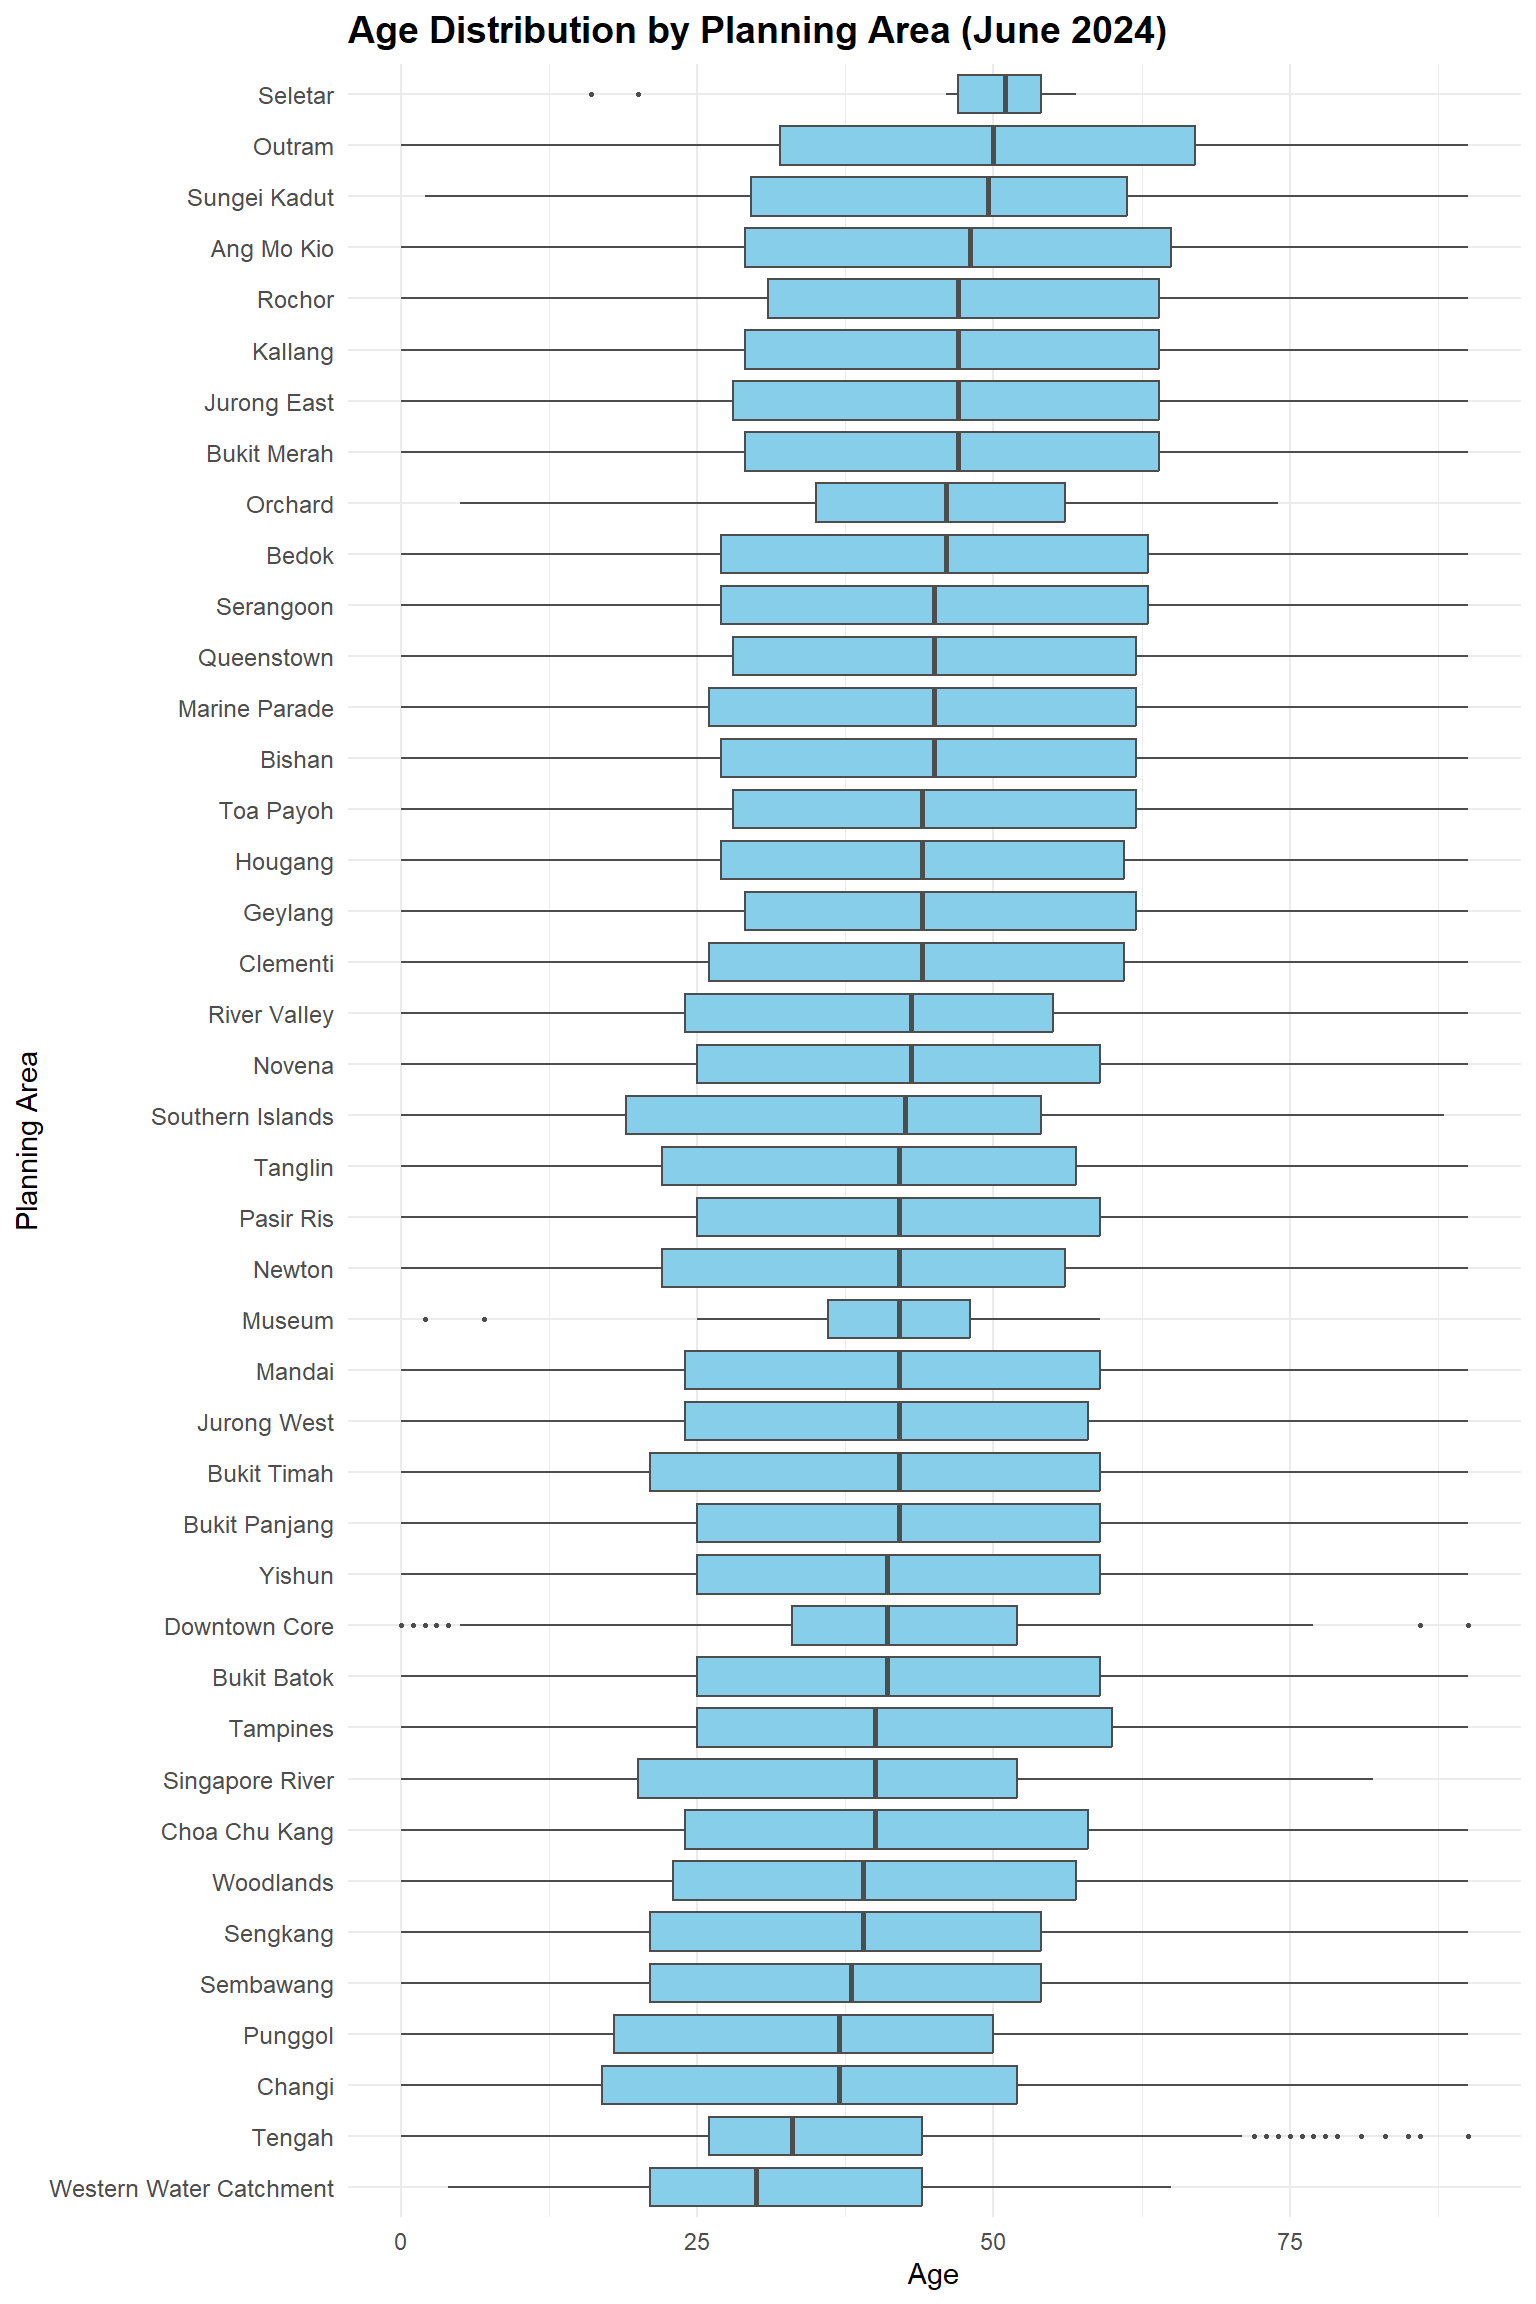 Age Distribution by Planning Area (June 2024)
Seletar
Outram
Sungei Kadut
Ang Mo Kio
Rochor
Kallang
Jurong East
Bukit Merah
Orchard
Bedok
Serangoon
Queenstown
Marine Parade
Bishan
Toa Payoh
Hougang
Geylang
Clementi
River Valley
Novena
Southern Islands
Tanglin
Pasir Ris
Newton
Museum
Mandai
Jurong West
Bukit Timah
Bukit Panjang
Yishun
Downtown Core
Bukit Batok
Tampines
Singapore River
Choa Chu Kang
Woodlands
Sengkang
Sembawang
Punggol
Changi
Tengah
Western Water Catchment
Planning Area
0 25 50 75
Age